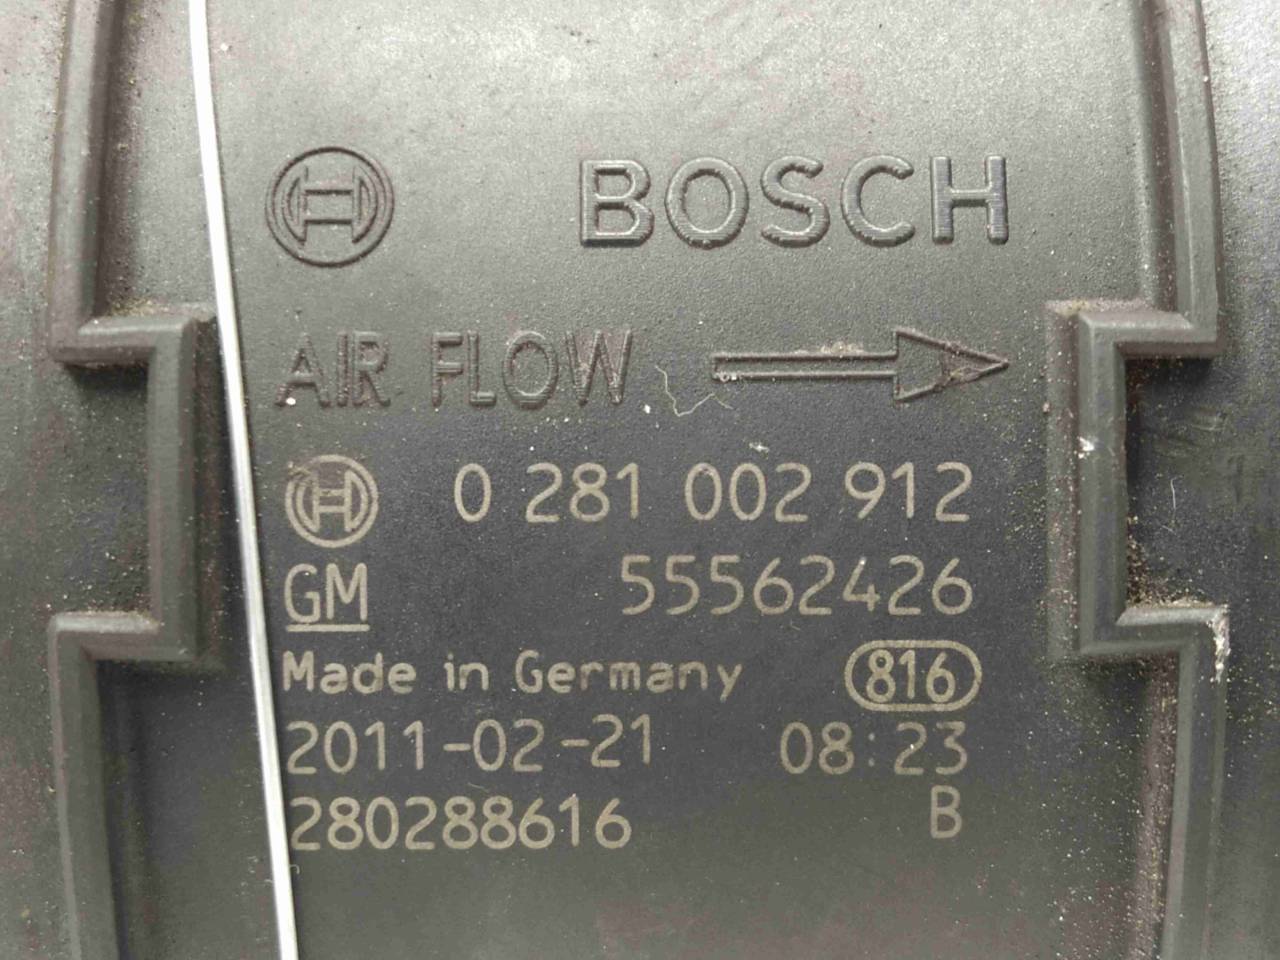 BOSCH
AIR FLOW
0 281 002 912
GM 55562426
Made in Germany 816
2011-02-21 08:23
280288616 B